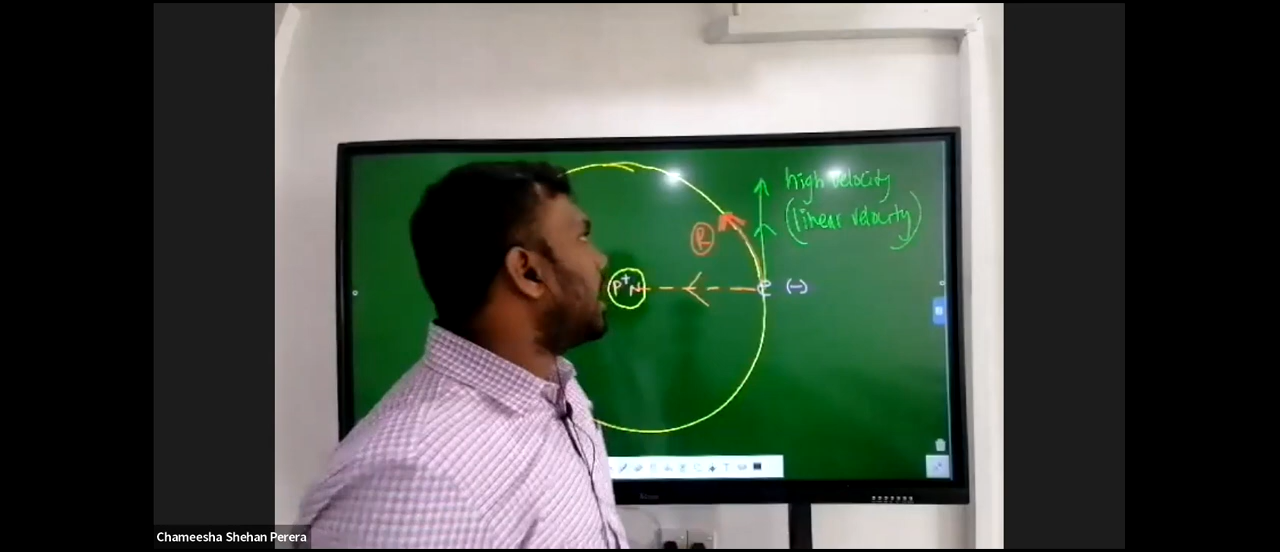 high velocity
(linear velocity)
R
P+N
e (-)
Chameesha Shehan Perera